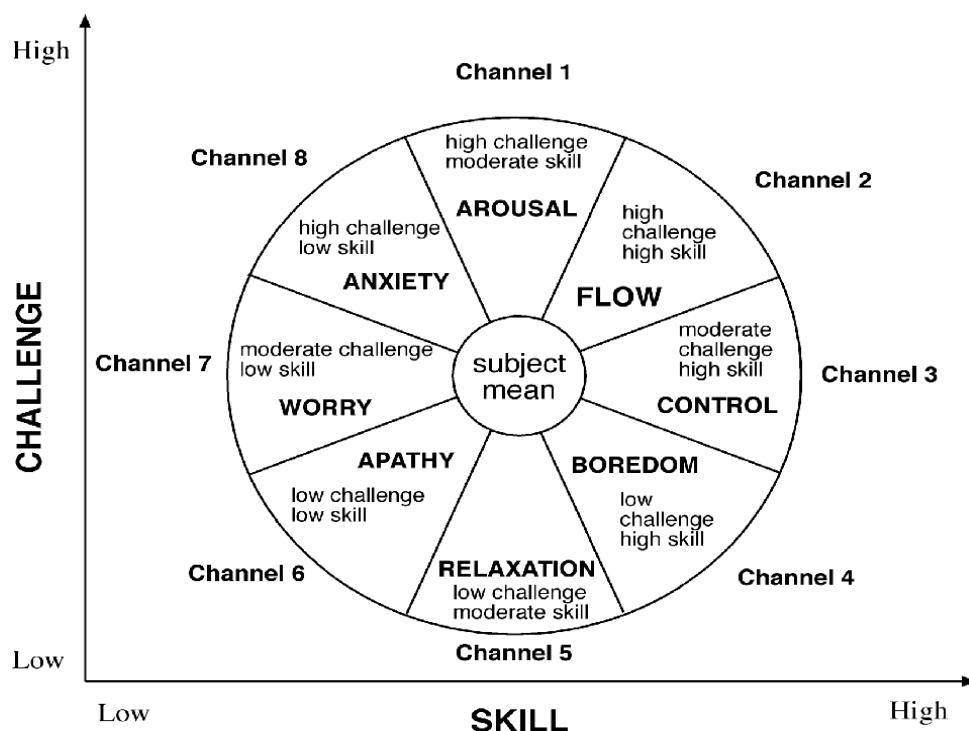 High
Channel 1
high challenge
moderate skill
AROUSAL
Channel 8
high challenge
low skill
ANXIETY
Channel 2
high
challenge
high skill
FLOW
CHALLENGE
Channel 7
moderate challenge
low skill
WORRY
subject
mean
moderate
challenge
high skill
CONTROL
Channel 3
APATHY
low challenge
low skill
Channel 6
BOREDOM
low
challenge
high skill
Channel 4
RELAXATION
low challenge
moderate skill
Channel 5
Low
Low
SKILL
High